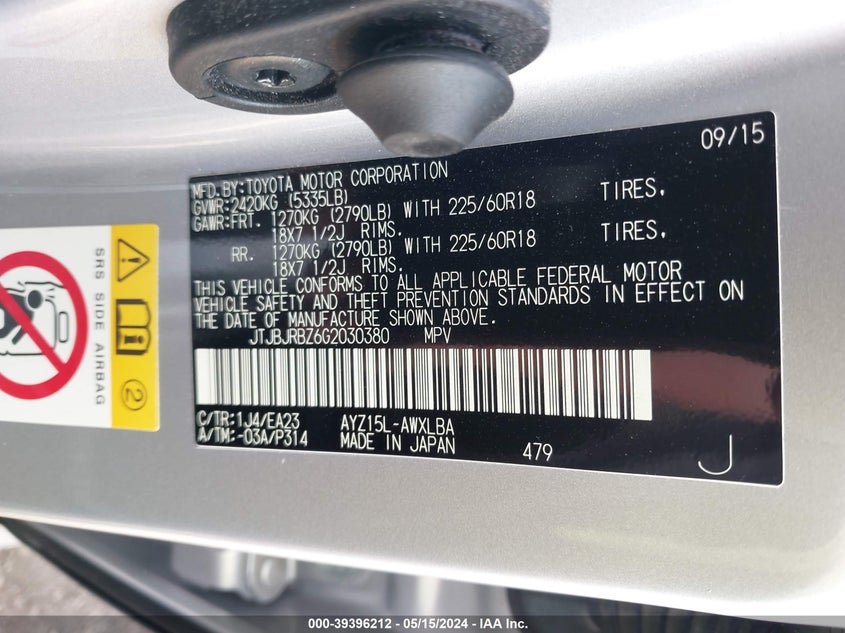 09/15
MFD.BY:TOYOTA MOTOR CORPORATION
GVWR:2420KG (5335LB)
GAWR:FRT. 1270KG (2790LB) WITH 225/60R18 TIRES,
18X7 1/2J RIMS.
RR. 1270KG (2790LB) WITH 225/60R18 TIRES,
18X7 1/2J RIMS.
THIS VEHICLE CONFORMS TO ALL APPLICABLE FEDERAL MOTOR
VEHICLE SAFETY AND THEFT PREVENTION STANDARDS IN EFFECT ON
THE DATE OF MANUFACTURE SHOWN ABOVE.
JTJBJRBZ6G2030380 MPV
C/TR:1J4/EA23 AYZ15L-AWXLBA
A/TM:-03A/P314 MADE IN JAPAN 479
J
SRS SIDE AIRBAG
2
000-39396212 - 05/15/2024 - IAA Inc.